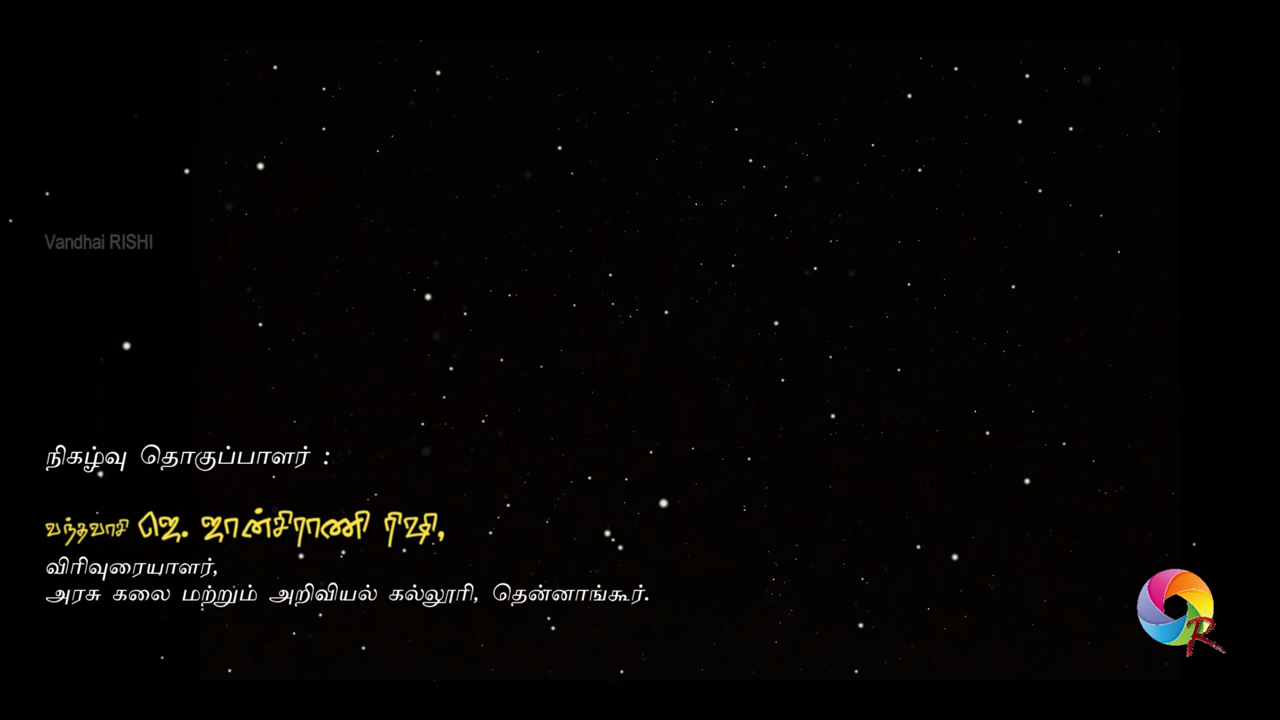 Vandhai RISHI
நிகழ்வு தொகுப்பாளர் :
வந்தவாசி ஜெ. ஜான்சிராணி ரிஷி,
விரிவுரையாளர்,
அரசு கலை மற்றும் அறிவியல் கல்லூரி, தென்னாங்கூர்.
R